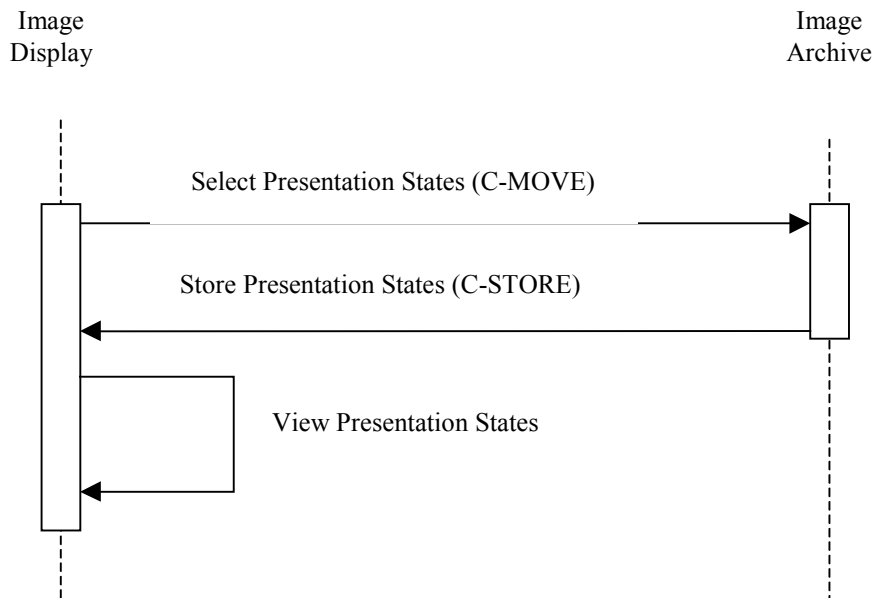 Image
Display
Image
Archive
Select Presentation States (C-MOVE)
Store Presentation States (C-STORE)
View Presentation States